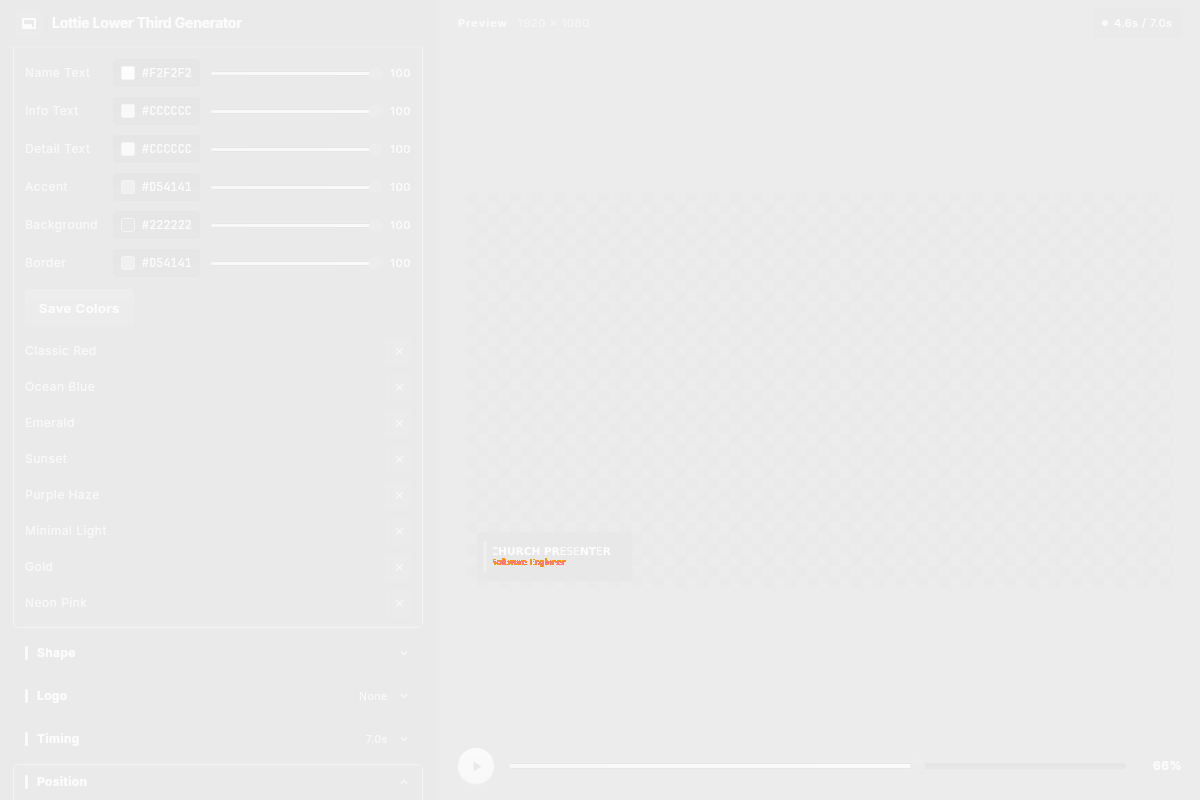 Lottie Lower Third Generator
Preview 1920 × 1080
4.6s / 7.0s
Name Text #F2F2F2 100
Info Text #CCCCCC 100
Detail Text #CCCCCC 100
Accent #D54141 100
Background #222222 100
Border #D54141 100
Save Colors
Classic Red
Ocean Blue
Emerald
Sunset
Purple Haze
Minimal Light
Gold
Neon Pink
CHURCH PRESENTER
Software Engineer
Shape
Logo None
Timing 7.0s
Position
66%